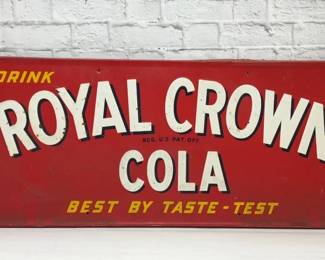 DRINK
ROYAL CROWN
REG. U.S. PAT. OFF.
COLA
BEST BY TASTE-TEST